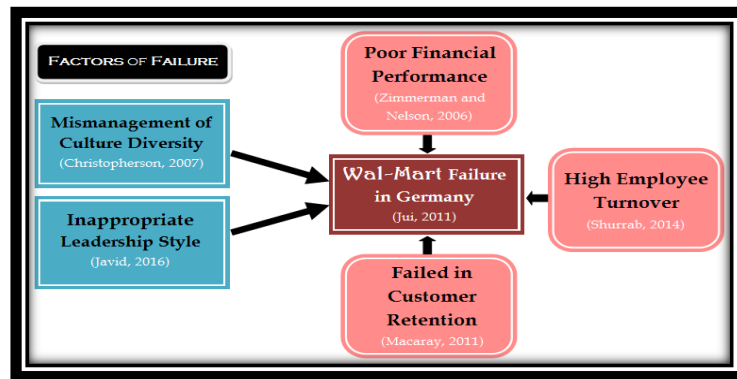 FACTORS OF FAILURE
Poor Financial
Performance
(Zimmerman and
Nelson, 2006)
Mismanagement of
Culture Diversity
(Christopherson, 2007)
Wal-Mart Failure
in Germany
(Jui, 2011)
High Employee
Turnover
(Shurrab, 2014)
Inappropriate
Leadership Style
(Javid, 2016)
Failed in
Customer
Retention
(Macaray, 2011)